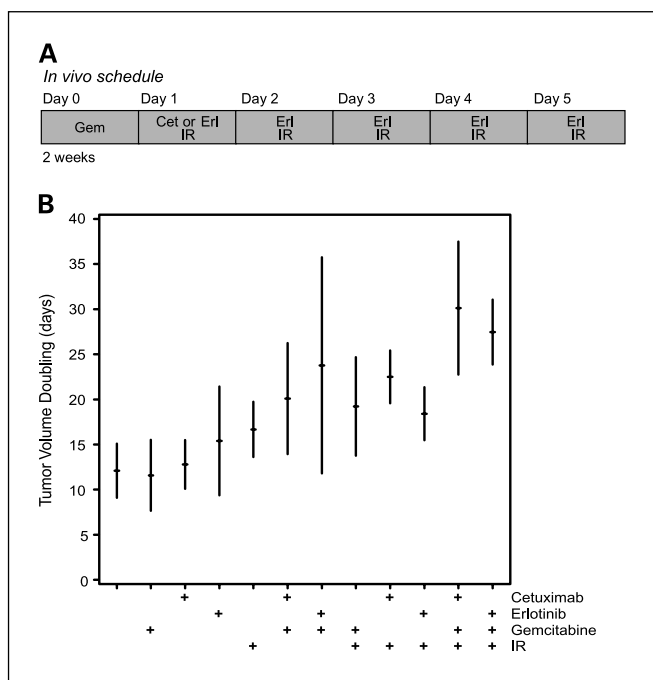 A
In vivo schedule
Day 0 Day 1 Day 2 Day 3 Day 4 Day 5
Gem Cet or Erl Erl Erl Erl Erl
IR IR IR IR IR
2 weeks
B
Tumor Volume Doubling (days)
40
35
30
25
20
15
10
5
0
+ + + + Cetuximab
+ + + + Erlotinib
+ + + + + + Gemcitabine
+ + + + + + IR